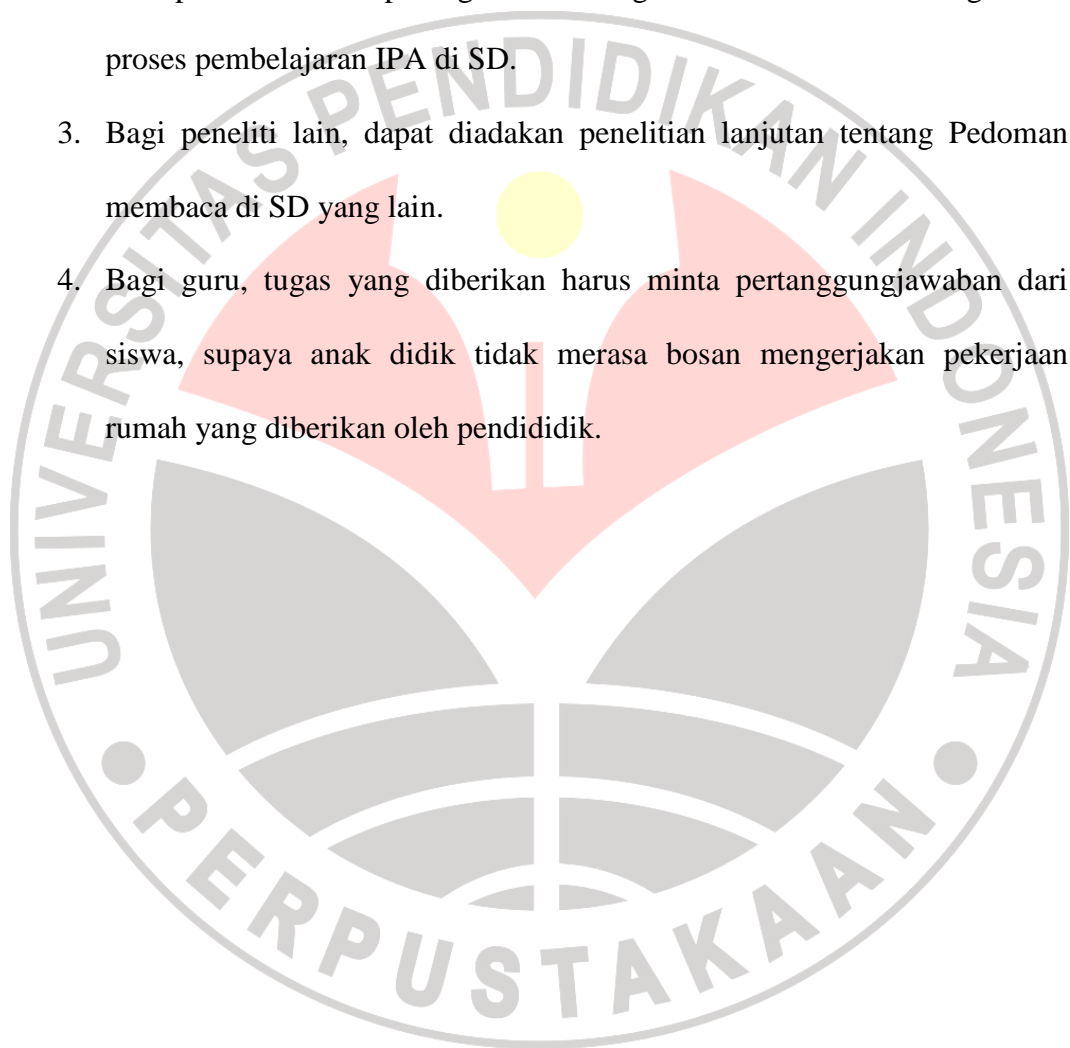 proses pembelajaran IPA di SD.
3. Bagi peneliti lain, dapat diadakan penelitian lanjutan tentang Pedoman
membaca di SD yang lain.
4. Bagi guru, tugas yang diberikan harus minta pertanggungjawaban dari
siswa, supaya anak didik tidak merasa bosan mengerjakan pekerjaan
rumah yang diberikan oleh pendididik.
UNIVERSITAS PENDIDIKAN INDONESIA
PERPUSTAKAAN